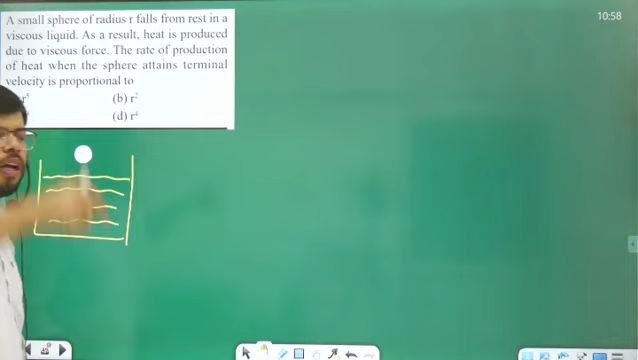 10:58
A small sphere of radius r falls from rest in a
viscous liquid. As a result, heat is produced
due to viscous force. The rate of production
of heat when the sphere attains terminal
velocity is proportional to
r⁵ (b) r²
(d) r⁴